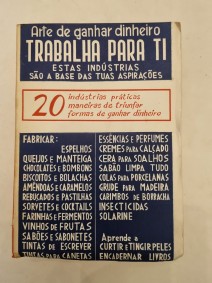 Arte de ganhar dinheiro
TRABALHA PARA TI
ESTAS INDÚSTRIAS
SÃO A BASE DAS TUAS ASPIRAÇÕES
20
indústrias práticas
maneiras de triunfar
formas de ganhar dinheiro
FABRICAR:
ESPELHOS
QUEIJOS E MANTEIGA
CHOCOLATES E BOMBONS
BISCOITOS E BOLACHAS
AMÊNDOAS E CARAMELOS
REBUÇADOS E PASTILHAS
SORVETES E COCKTAILS
FARINHAS E FERMENTOS
VINHOS DE FRUTAS
SABÕES E SABONETES
TINTAS DE ESCREVER
TINTAS PARA CANETAS
ESSÊNCIAS E PERFUMES
CREMES PARA CALÇADO
CERA PARA SOALHOS
SABÃO LIMPA TUDO
COLAS PARA PORCELANAS
GRUDE PARA MADEIRA
CARIMBOS DE BORRACHA
INSECTICIDAS
SOLARINE
Aprende a
CURTIR E TINGIR PELES
ENCADERNAR LIVROS